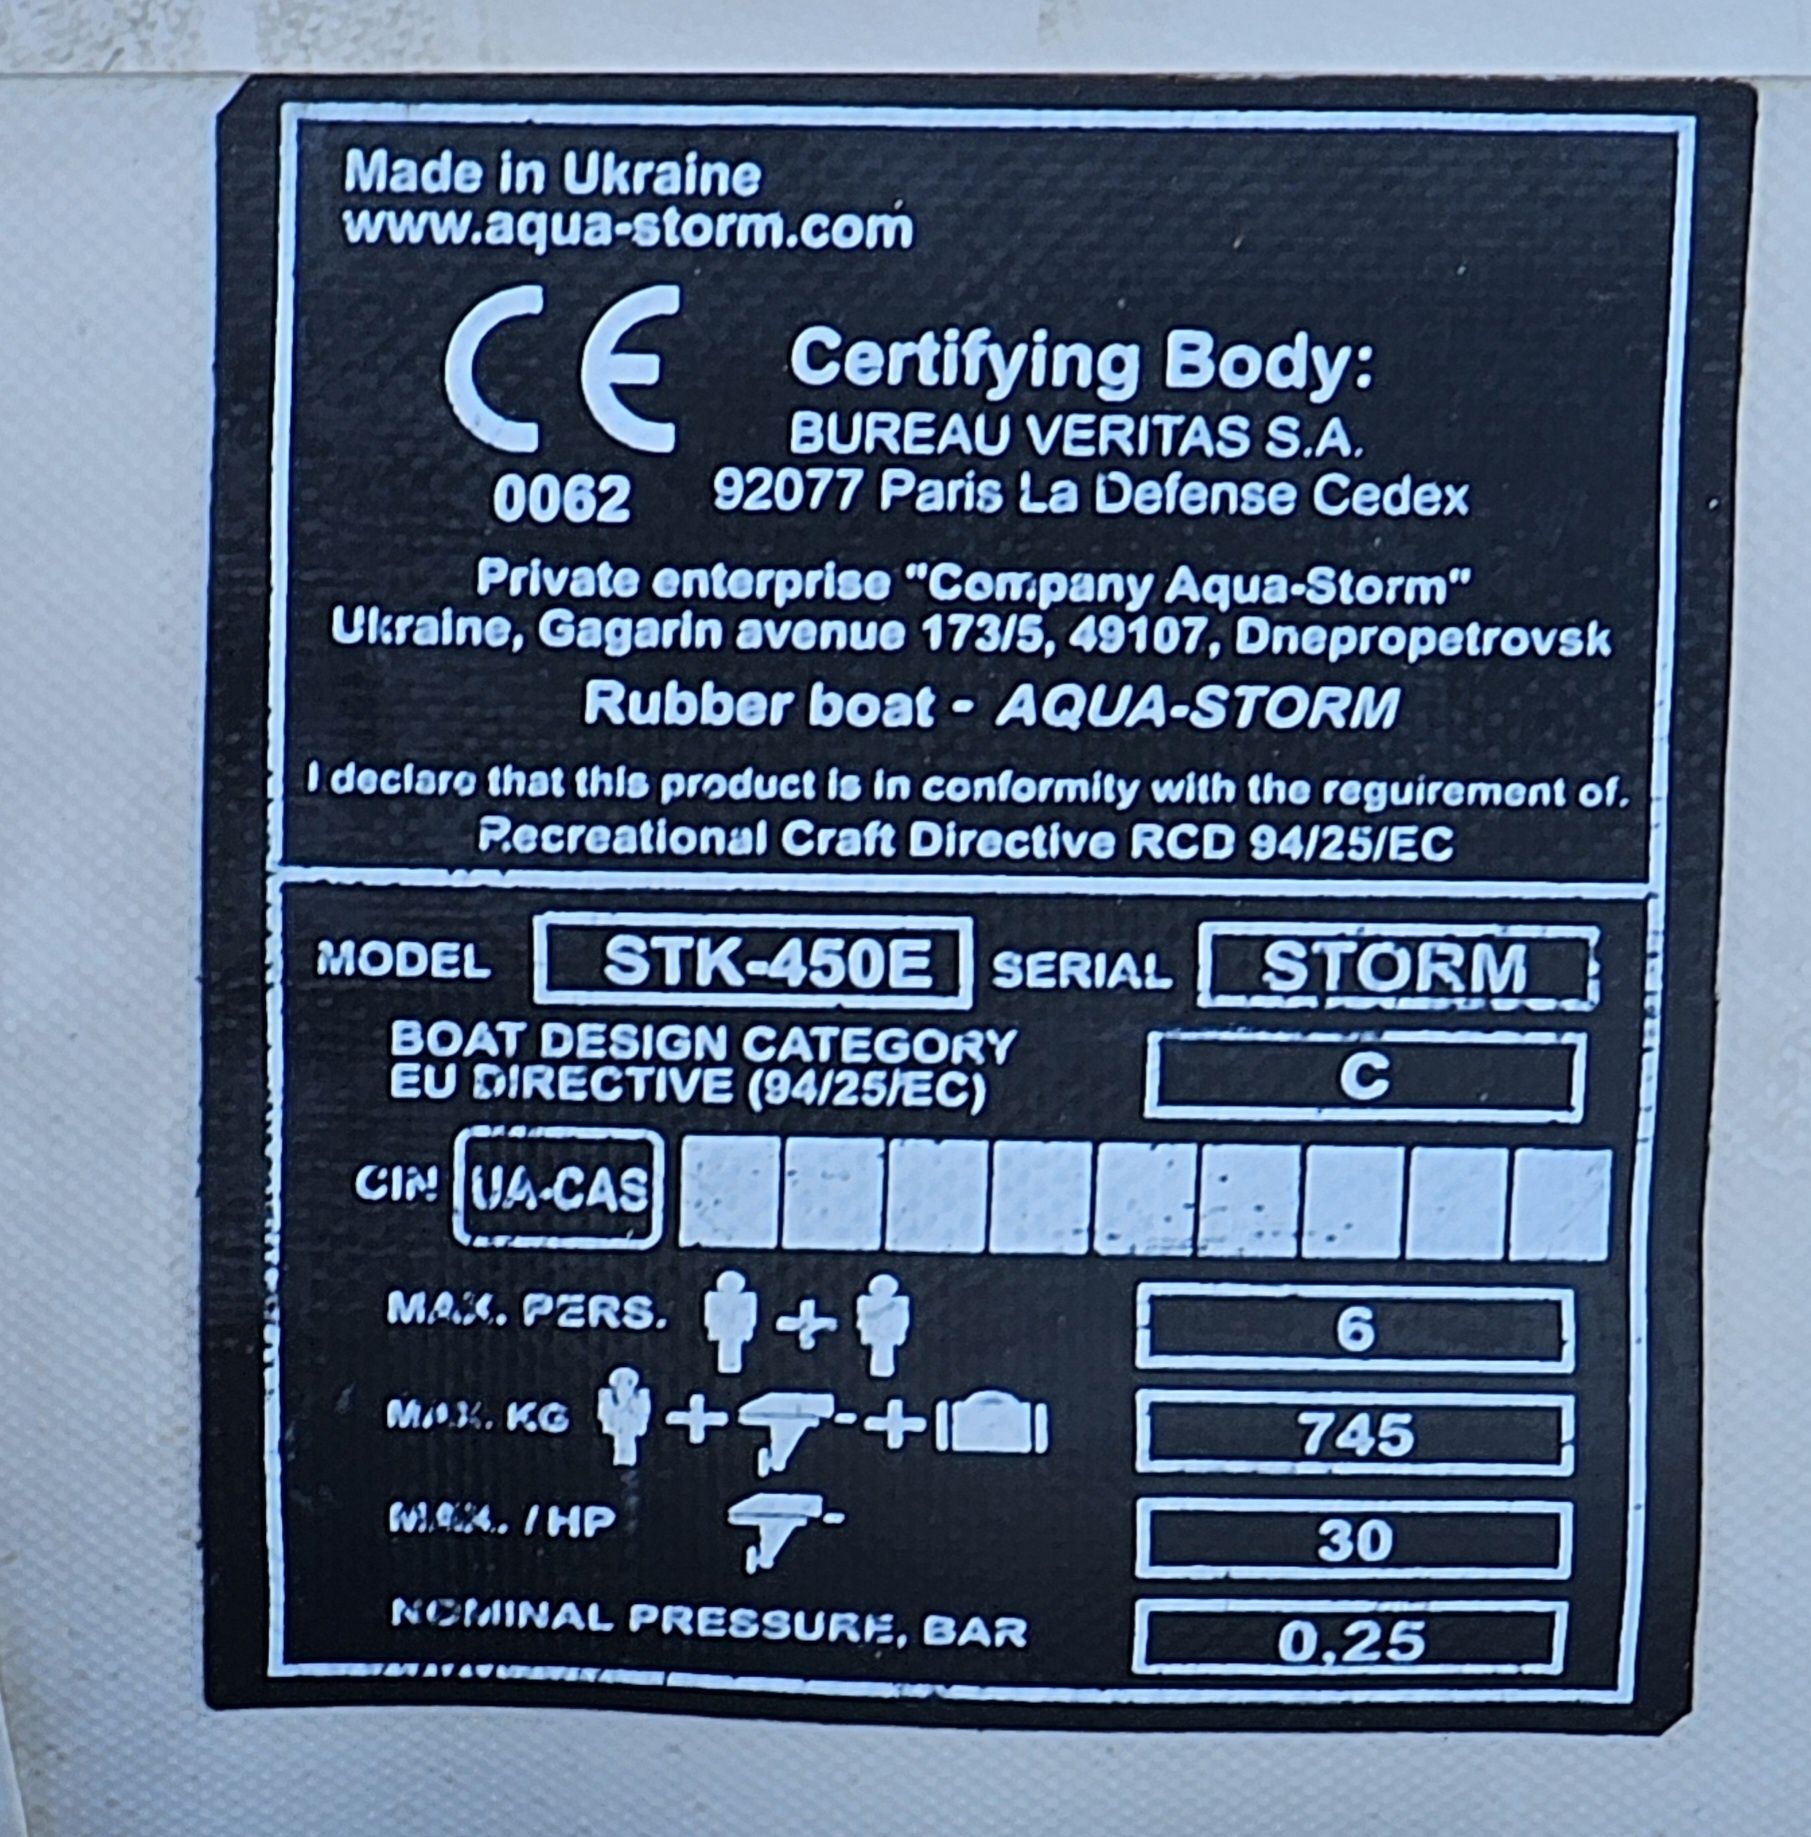 Made in Ukraine
www.aqua-storm.com
CE
0062
Certifying Body:
BUREAU VERITAS S.A.
92077 Paris La Defense Cedex
Private enterprise "Company Aqua-Storm"
Ukraine, Gagarin avenue 173/5, 49107, Dnepropetrovsk
Rubber boat - AQUA-STORM
I declare that this product is in conformity with the reguirement of.
Recreational Craft Directive RCD 94/25/EC
MODEL STK-450E SERIAL STORM
BOAT DESIGN CATEGORY
EU DIRECTIVE (94/25/EC)
C
CIN UA-CAS
MAX. PERS. + 6
MAX. KG + + 745
MAX. / HP 30
NOMINAL PRESSURE, BAR 0,25